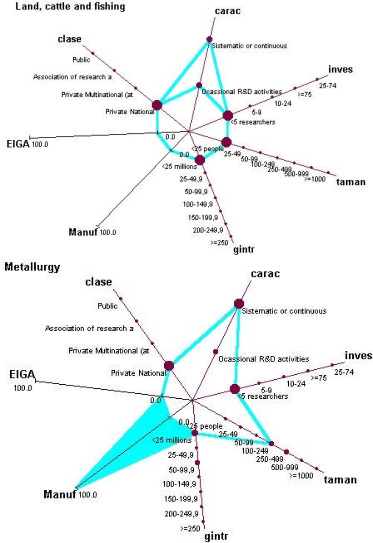 Land, cattle and fishing
carac
clase
Sistematic or continuous
Public
inves
25-74
Association of research a
>=75
10-24
Private Multinational (at
Ocassional R&D activities
5-9
Private National
<5 researchers
EIGA
100.0
0.0
0.0
<25 people
25-49
50-99
100-249
250-499
500-999
>=1000
taman
<25 millions
25-49,9
50-99,9
100-149,9
150-199,9
200-249,9
>=250
gintr
Manuf
100.0
Metallurgy
carac
clase
Public
Sistematic or continuous
Association of research a
Private Multinational (at
Ocassional R&D activities
inves
25-74
>=75
10-24
5-9
Private National
<5 researchers
EIGA
100.0
0.0
0.0
<25 people
25-49
50-99
100-249
250-499
500-999
>=1000
taman
<25 millions
25-49,9
50-99,9
100-149,9
150-199,9
200-249,9
>=250
gintr
Manuf
100.0